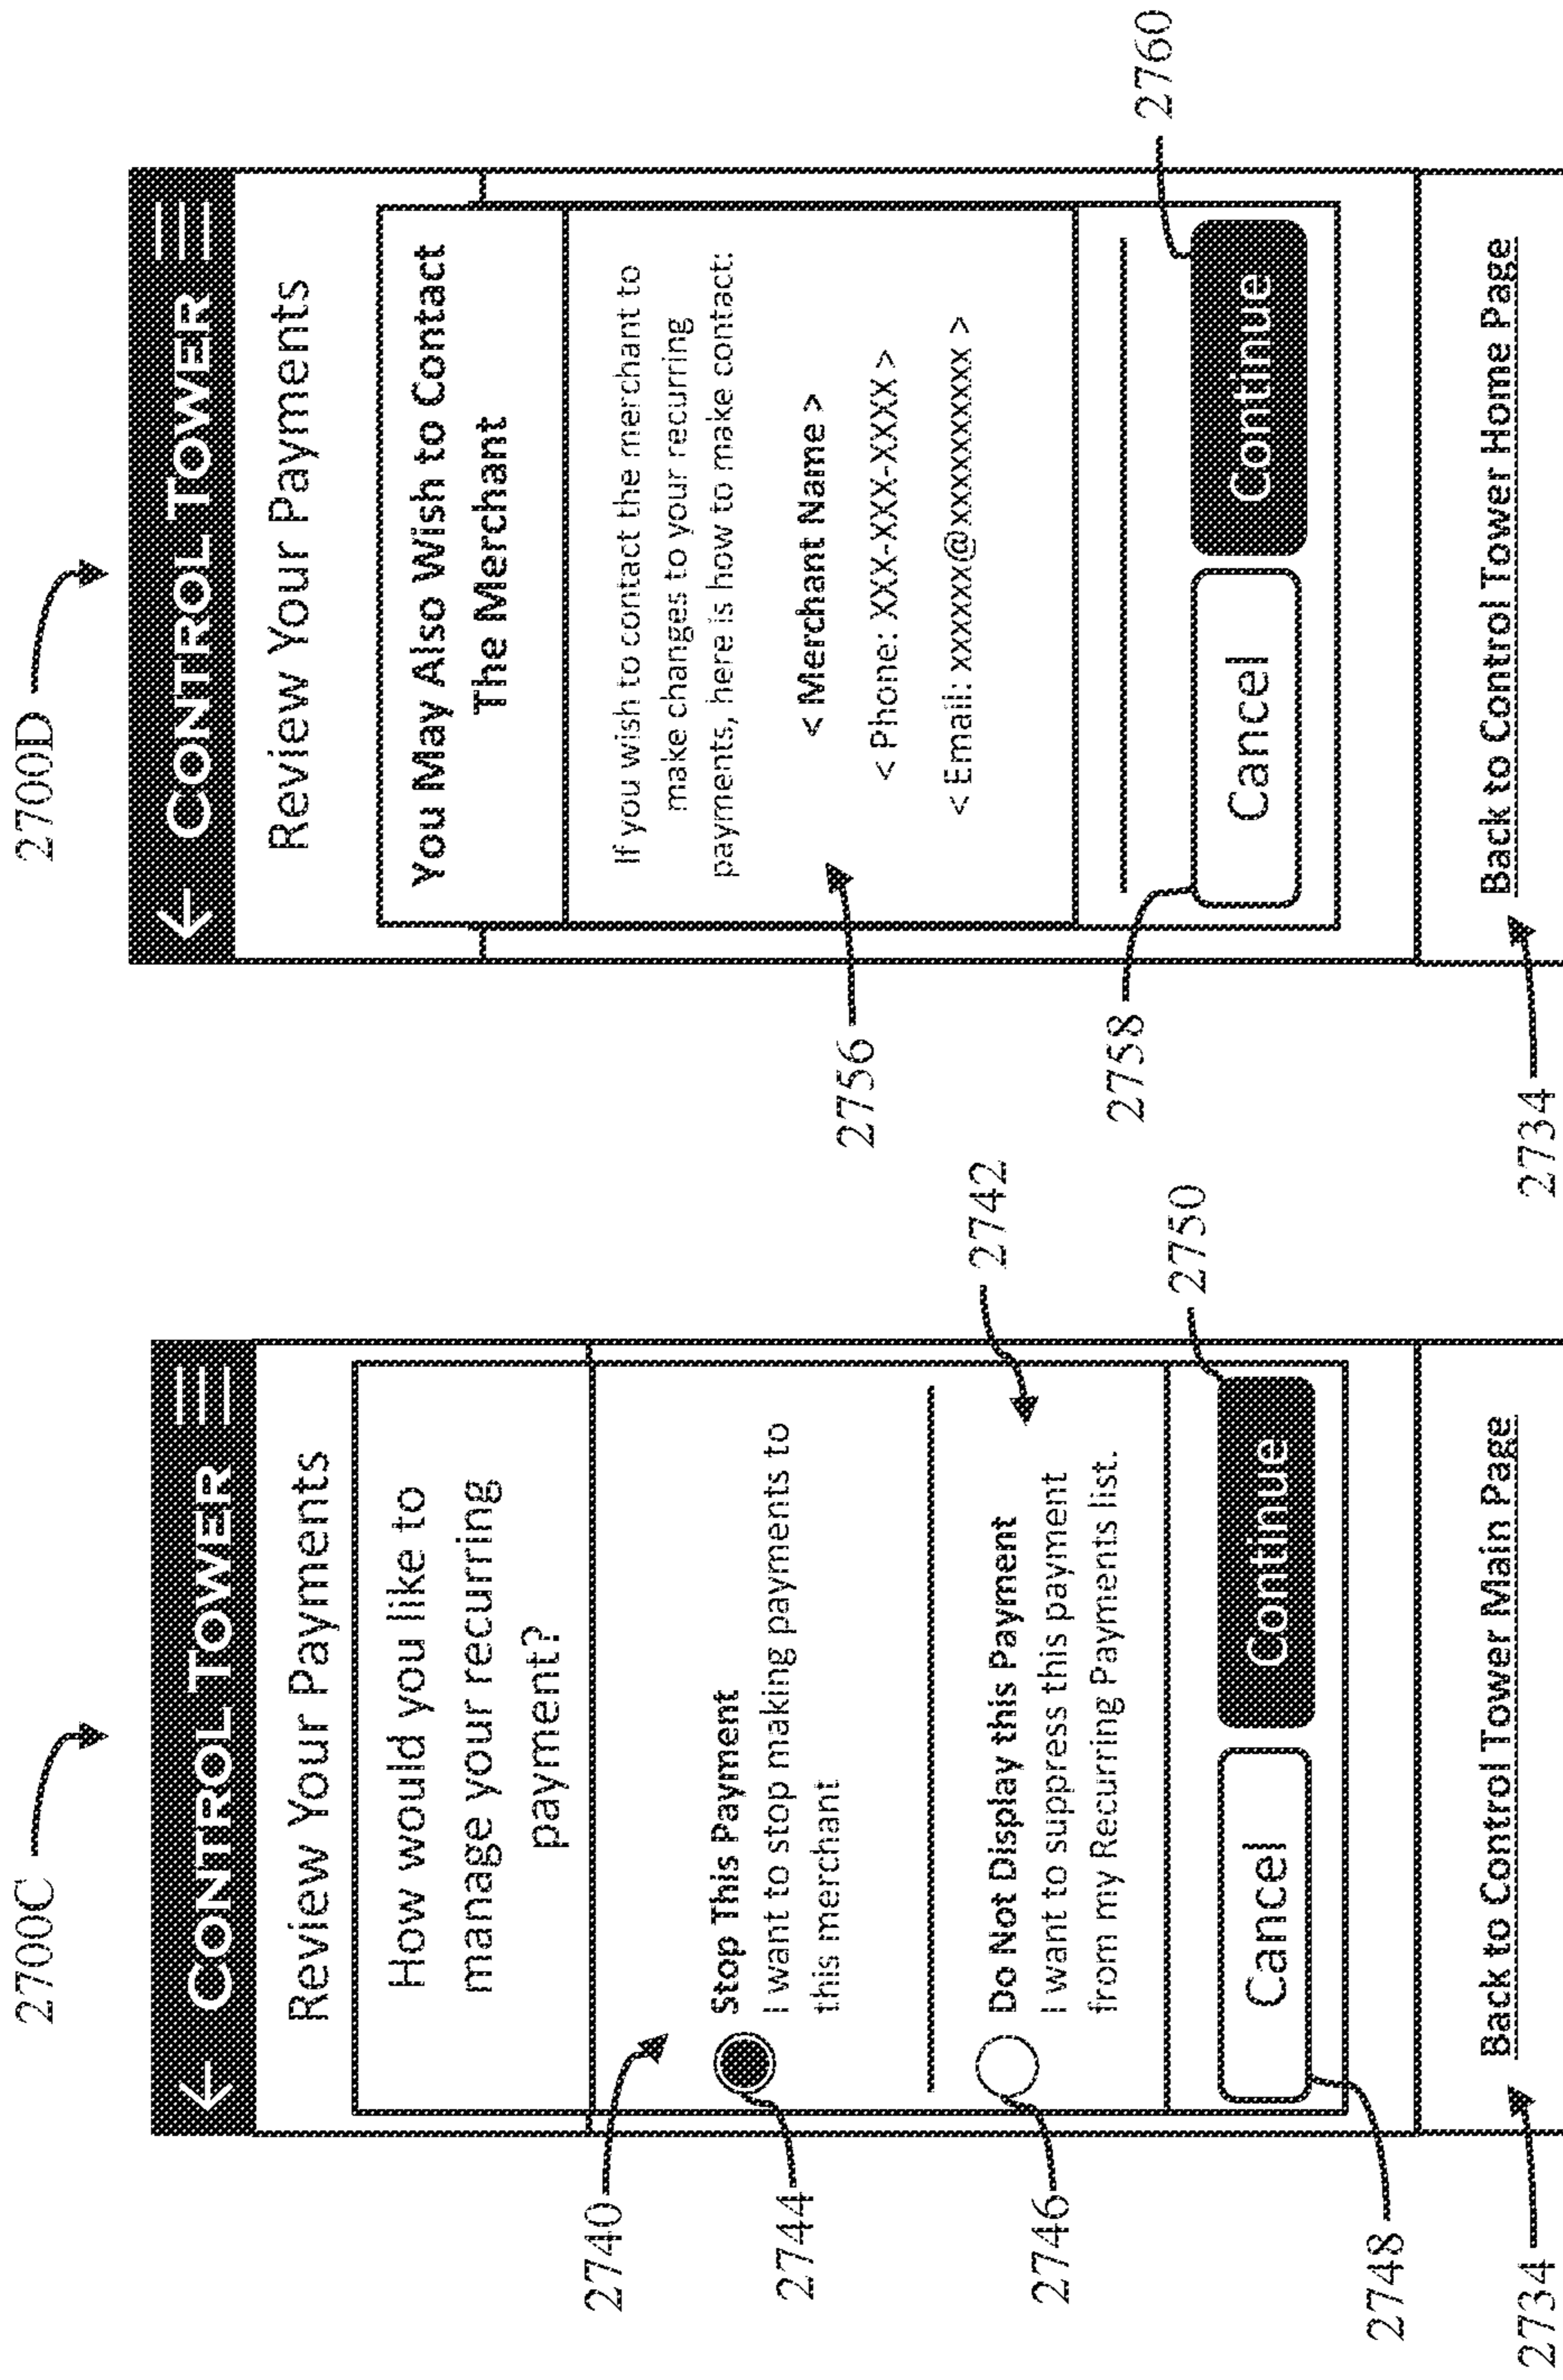 2700C
← CONTROL TOWER
Review Your Payments
How would you like to
manage your recurring
payment?
2740
2744
Stop This Payment
I want to stop making payments to
this merchant
2742
2746
Do Not Display this Payment
I want to suppress this payment
from my Recurring Payments list.
2750
Cancel
Continue
2748
Back to Control Tower Main Page
2734
2700D
← CONTROL TOWER
Review Your Payments
You May Also Wish to Contact
The Merchant
If you wish to contact the merchant to
make changes to your recurring
payments, here is how to make contact:
2756
< Merchant Name >
< Phone: XXX-XXX-XXXX >
< Email: xxxxx@xxxxxxxxx >
2758
2760
Cancel
Continue
Back to Control Tower Home Page
2734